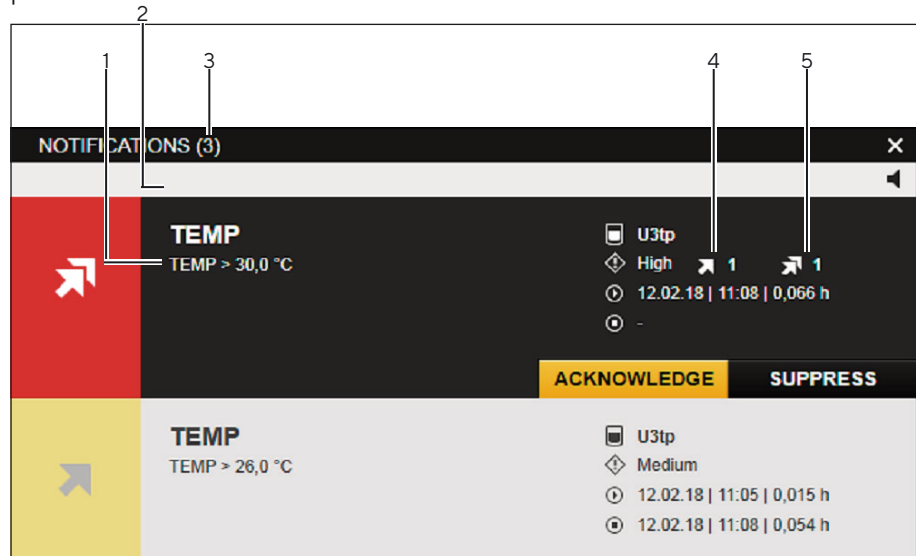 2
1
3
4
5
NOTIFICATIONS (3)
TEMP
TEMP > 30,0 °C
U3tp
High 1 1
12.02.18 | 11:08 | 0,066 h
-
ACKNOWLEDGE SUPPRESS
TEMP
TEMP > 26,0 °C
U3tp
Medium
12.02.18 | 11:05 | 0,015 h
12.02.18 | 11:08 | 0,054 h